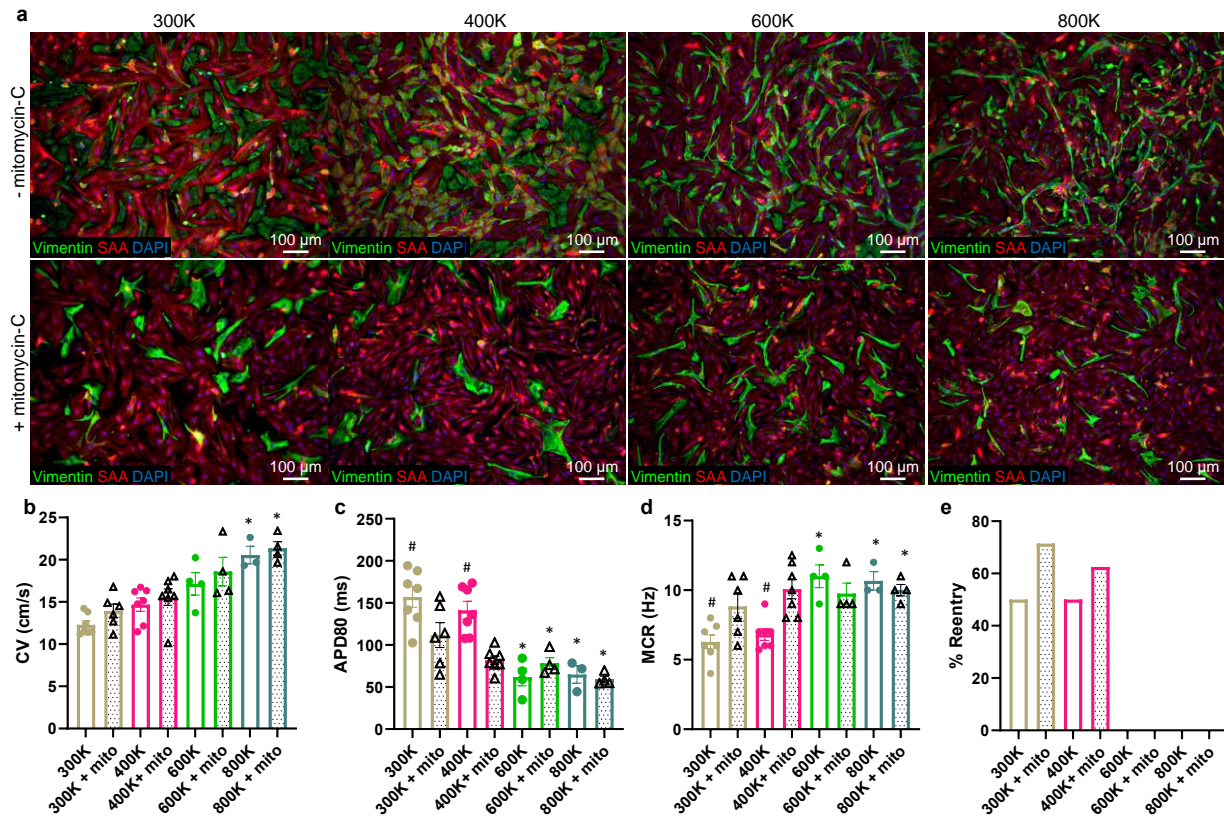 a
300K 400K 600K 800K
- mitomycin-C
Vimentin SAA DAPI 100 µm
Vimentin SAA DAPI 100 µm
Vimentin SAA DAPI 100 µm
Vimentin SAA DAPI 100 µm
+ mitomycin-C
Vimentin SAA DAPI 100 µm
Vimentin SAA DAPI 100 µm
Vimentin SAA DAPI 100 µm
Vimentin SAA DAPI 100 µm
b
CV (cm/s)
25
20
15
10
5
0
* *
300K
300K + mito
400K
400K+ mito
600K
600K + mito
800K
800K + mito
c
APD80 (ms)
250
200
150
100
50
0
# # * * * *
300K
300K + mito
400K
400K+ mito
600K
600K + mito
800K
800K + mito
d
MCR (Hz)
15
10
5
0
# # * * *
300K
300K + mito
400K
400K+ mito
600K
600K + mito
800K
800K + mito
e
% Reentry
80
60
40
20
0
300K
300K + mito
400K
400K+ mito
600K
600K + mito
800K
800K + mito